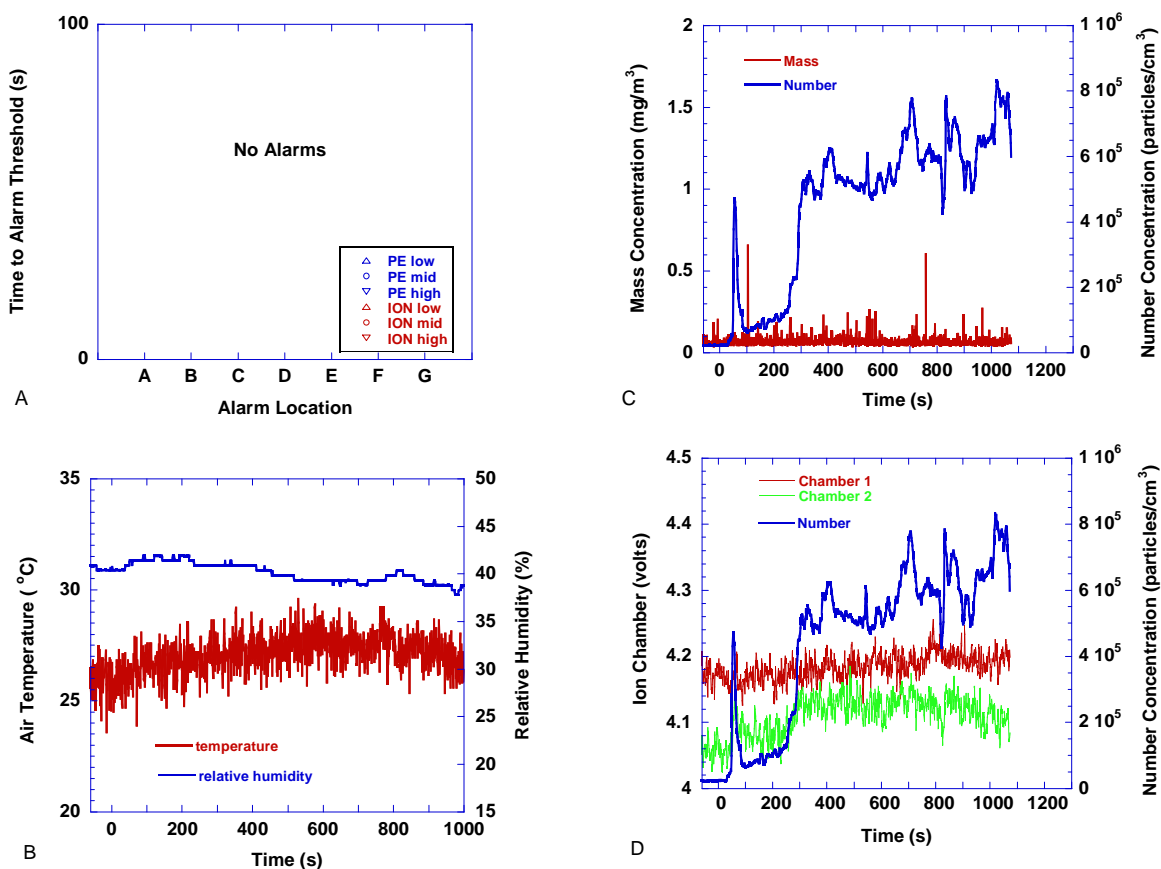 100
Time to Alarm Threshold (s)
No Alarms
PE low
PE mid
PE high
ION low
ION mid
ION high
0
A B C D E F G
Alarm Location
A
2
1.5
1
0.5
0
Mass Concentration (mg/m³)
Mass
Number
1 10⁶
8 10⁵
6 10⁵
4 10⁵
2 10⁵
0
Number Concentration (particles/cm³)
0 200 400 600 800 1000 1200
Time (s)
C
35
30
25
20
Air Temperature ( °C)
temperature
relative humidity
50
45
40
35
30
25
20
15
Relative Humidity (%)
0 200 400 600 800 1000
Time (s)
B
4.5
4.4
4.3
4.2
4.1
4
Ion Chamber (volts)
Chamber 1
Chamber 2
Number
1 10⁶
8 10⁵
6 10⁵
4 10⁵
2 10⁵
0
Number Concentration (particles/cm³)
0 200 400 600 800 1000 1200
Time (s)
D